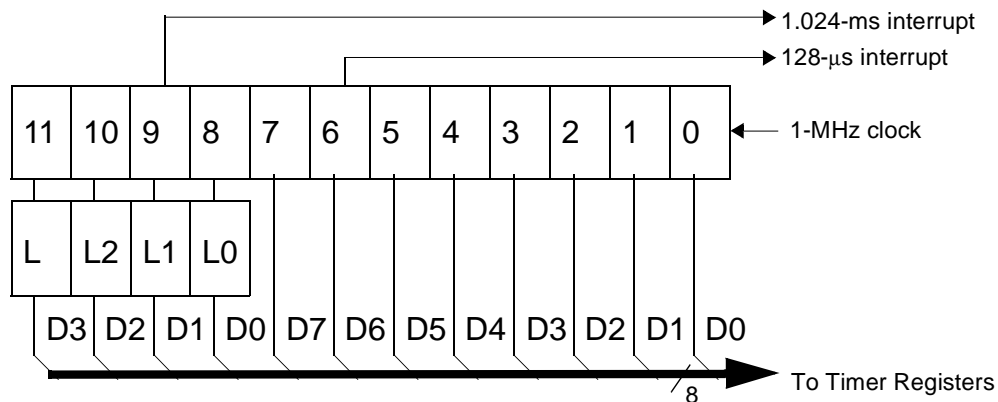 1.024-ms interrupt
128-μs interrupt
11 10 9 8 7 6 5 4 3 2 1 0
1-MHz clock
L L2 L1 L0
D3 D2 D1 D0 D7 D6 D5 D4 D3 D2 D1 D0
8
To Timer Registers